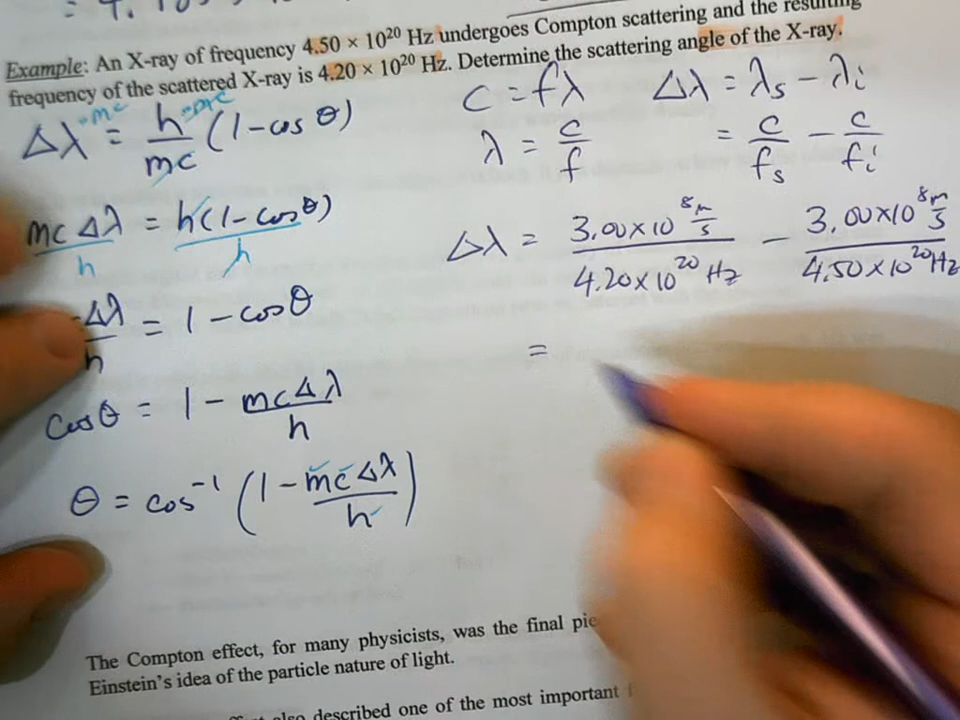 Example: An X-ray of frequency 4.50 × 10²⁰ Hz undergoes Compton scattering and the resulting
frequency of the scattered X-ray is 4.20 × 10²⁰ Hz. Determine the scattering angle of the X-ray.
Δλ = h/mc (1 - cos θ)
mcΔλ/h = h(1 - cosθ)/h
Δλ/h = 1 - cosθ
cosθ = 1 - mcΔλ/h
θ = cos⁻¹ (1 - mcΔλ/h)
c = fλ
λ = c/f
Δλ = λs - λi
= c/fs - c/fi
Δλ = 3.00×10⁸ m/s / 4.20×10²⁰ Hz - 3.00×10⁸ m/s / 4.50×10²⁰ Hz
=
The Compton effect, for many physicists, was the final
Einstein's idea of the particle nature of light.
also described one of the most important